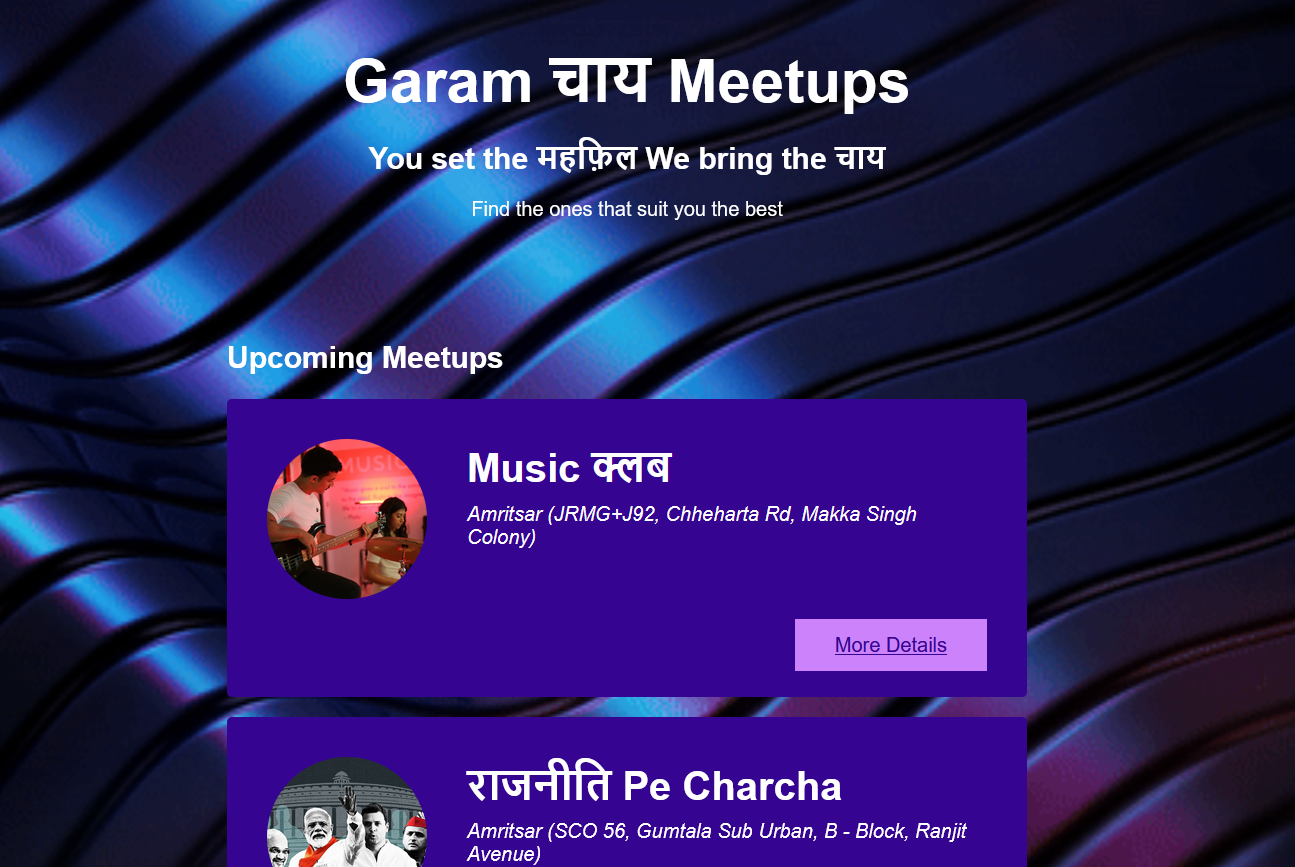 Garam चाय Meetups
You set the महफ़िल We bring the चाय
Find the ones that suit you the best
Upcoming Meetups
MUSIC
Music क्लब
Amritsar (JRMG+J92, Chheharta Rd, Makka Singh
Colony)
More Details
राजनीति Pe Charcha
Amritsar (SCO 56, Gumtala Sub Urban, B - Block, Ranjit
Avenue)